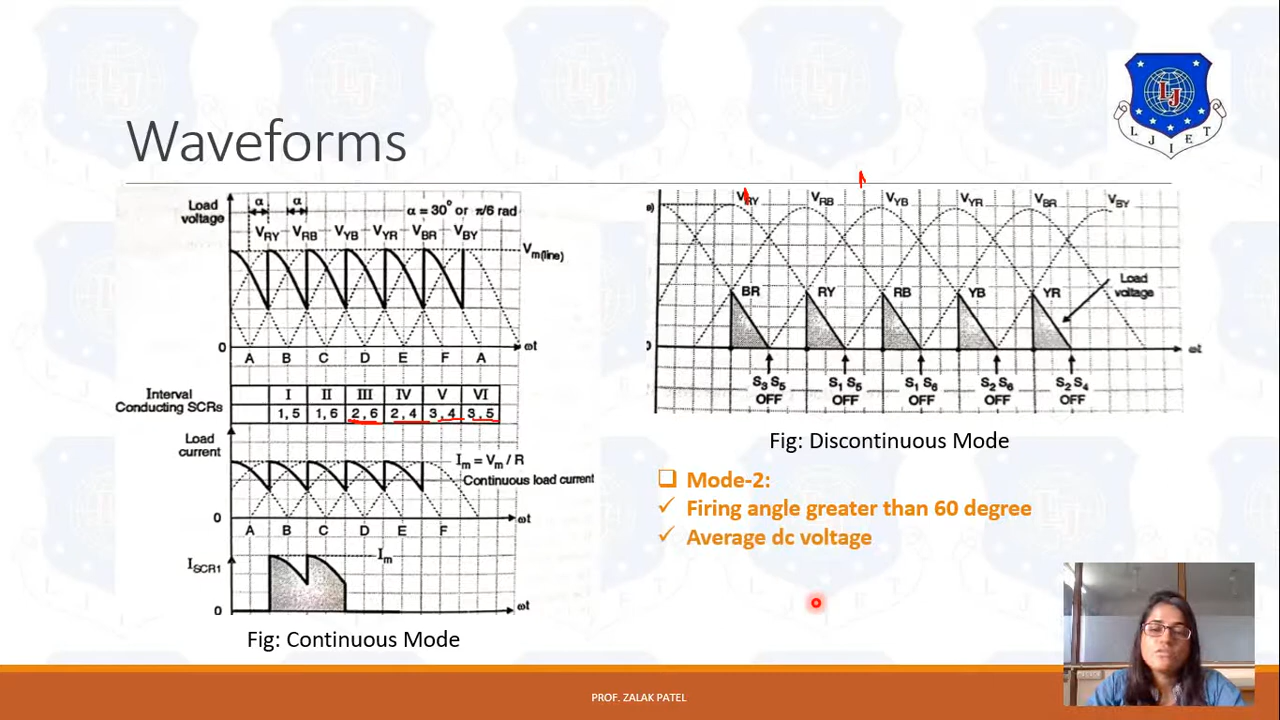 Waveforms
L J I E T
LJ
Load voltage
α
α
α = 30° or π/6 rad
VRY VRB VYB VYR VBR VBY
Vm(line)
0
ωt
A B C D E F A
Interval I II III IV V VI
Conducting SCRs 1, 5 1, 6 2, 6 2, 4 3, 4 3, 5
Load current
Im = Vm / R
Continuous load current
0
ωt
A B C D E F
ISCR1
Im
0
ωt
Fig: Continuous Mode
VRY VRB VYB VYR VBR VBY
BR RY RB YB YR
Load voltage
ωt
S3 S5 S1 S5 S1 S6 S2 S6 S2 S4
OFF OFF OFF OFF OFF
Fig: Discontinuous Mode
Mode-2:
Firing angle greater than 60 degree
Average dc voltage
PROF. ZALAK PATEL